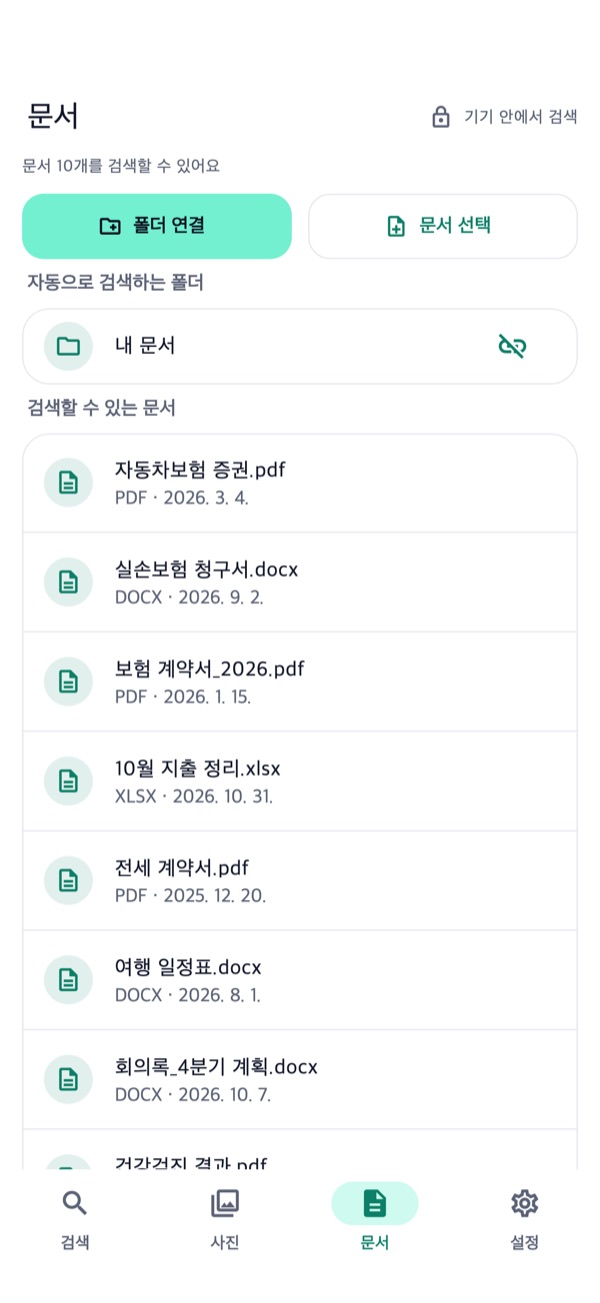 문서
기기 안에서 검색
문서 10개를 검색할 수 있어요
폴더 연결
문서 선택
자동으로 검색하는 폴더
내 문서
검색할 수 있는 문서
자동차보험 증권.pdf
PDF · 2026. 3. 4.
실손보험 청구서.docx
DOCX · 2026. 9. 2.
보험 계약서_2026.pdf
PDF · 2026. 1. 15.
10월 지출 정리.xlsx
XLSX · 2026. 10. 31.
전세 계약서.pdf
PDF · 2025. 12. 20.
여행 일정표.docx
DOCX · 2026. 8. 1.
회의록_4분기 계획.docx
DOCX · 2026. 10. 7.
건강검진 결과.pdf
검색
사진
문서
설정